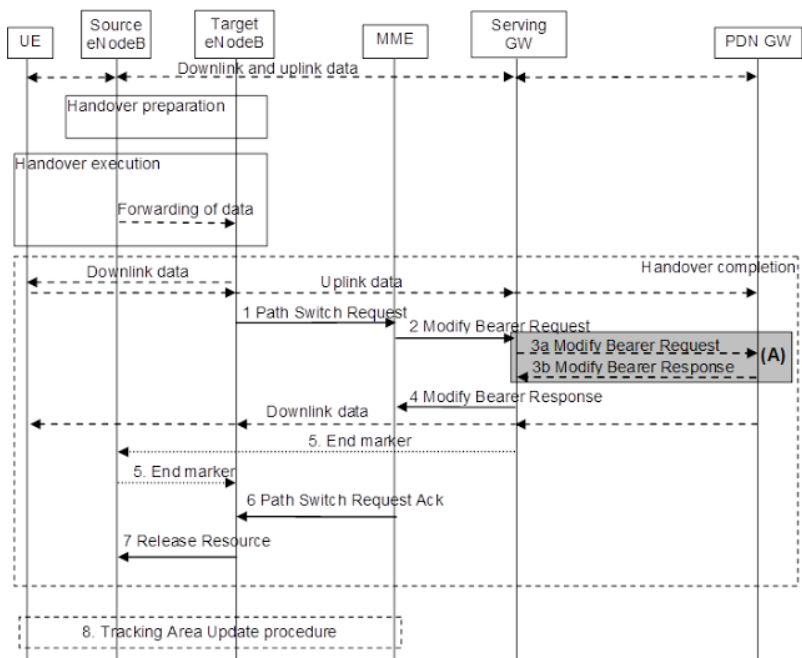 UE
Source
eNodeB
Target
eNodeB
MME
Serving
GW
PDN GW
Downlink and uplink data
Handover preparation
Handover execution
Forwarding of data
Handover completion
Downlink data
Uplink data
1 Path Switch Request
2 Modify Bearer Request
3a Modify Bearer Request
(A)
3b Modify Bearer Response
4 Modify Bearer Response
Downlink data
5. End marker
5. End marker
6 Path Switch Request Ack
7 Release Resource
8. Tracking Area Update procedure